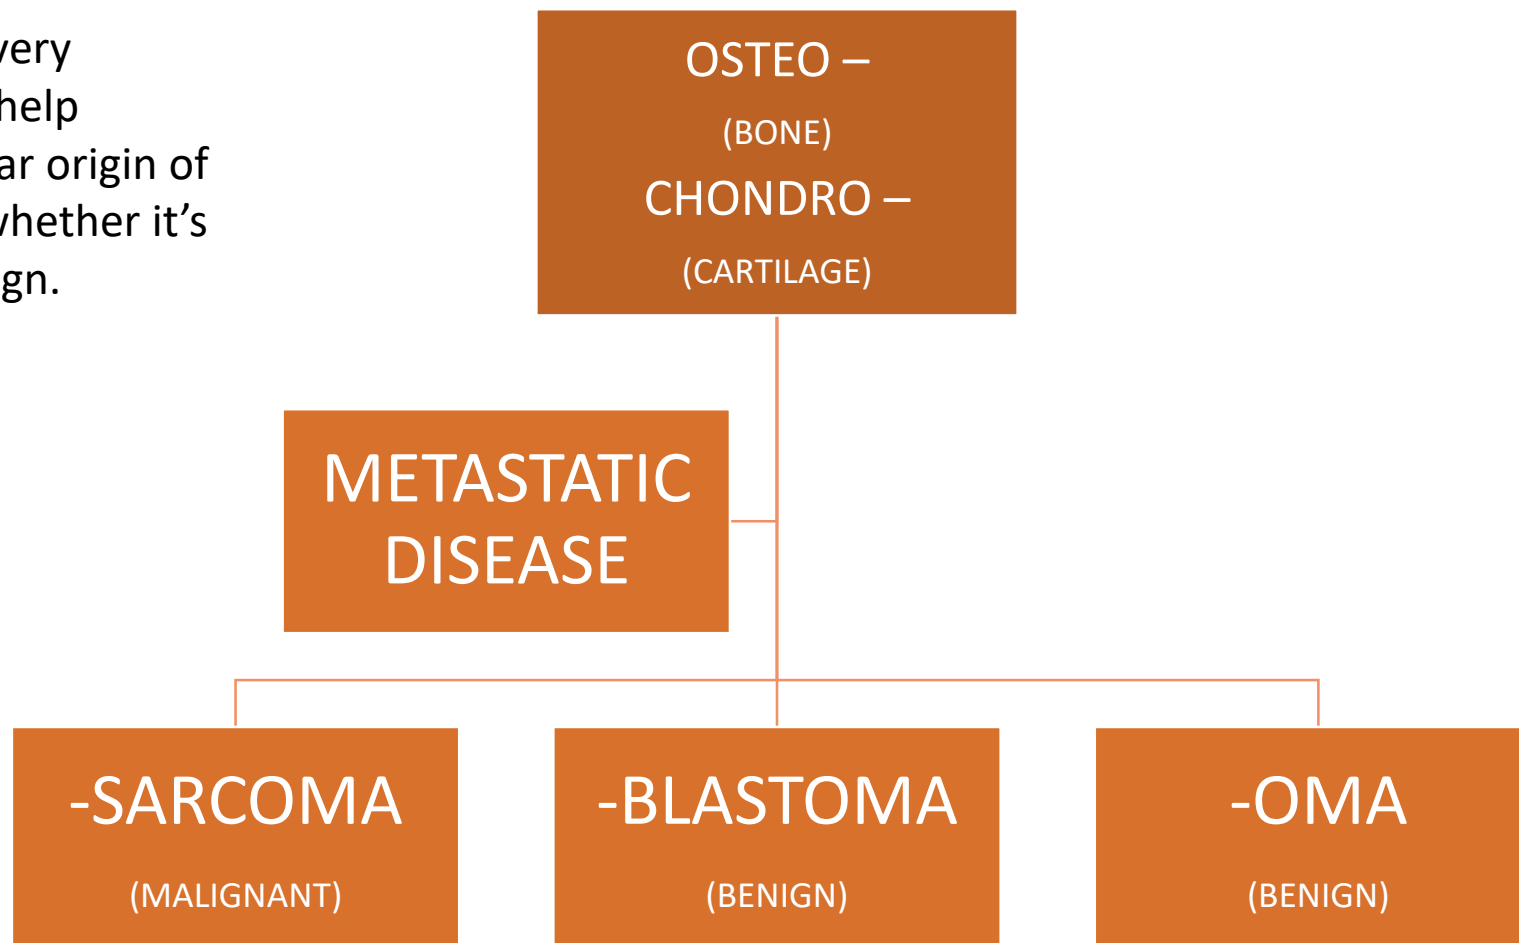 very
help
ar origin of
whether it's
gn.
OSTEO –
(BONE)
CHONDRO –
(CARTILAGE)
METASTATIC
DISEASE
-SARCOMA
(MALIGNANT)
-BLASTOMA
(BENIGN)
-OMA
(BENIGN)